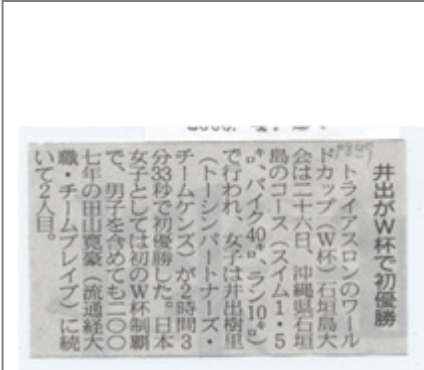 井出がW杯で初優勝
トライアスロンのワール
ドカップ（W杯）石垣島大
会は二十六日、沖縄県石垣
島のコース（スイム1・5
㌔、バイク40㌔、ラン10㌔）
で行われ、女子は井出樹里
（トーシンパートナーズ・
チームケンズ）が2時間3
分33秒で初優勝した。日本
女子としては初のW杯制覇
で、男子を含めても二〇〇
七年の田山寛豪（流通経大
職・チームブレイブ）に続
いて2人目。